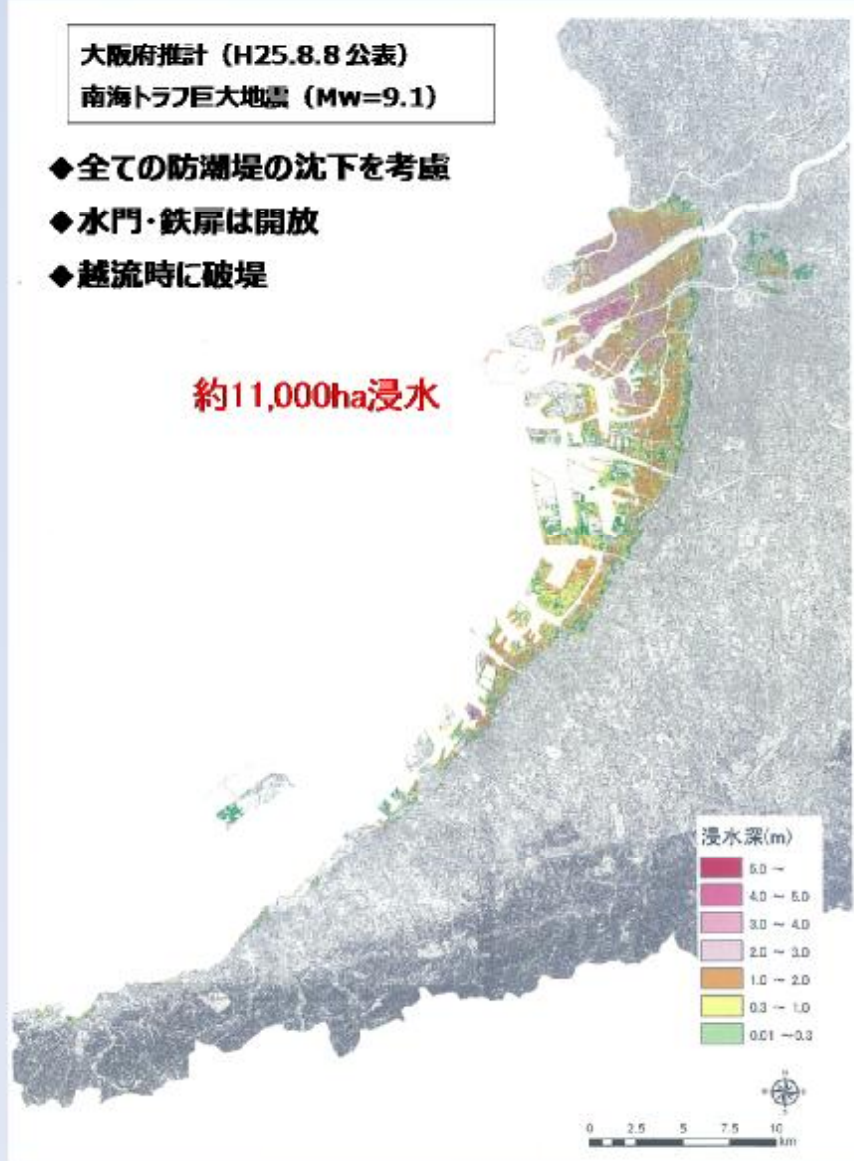 大阪府推計（H25.8.8公表）
南海トラフ巨大地震（Mw=9.1）
◆全ての防潮堤の沈下を考慮
◆水門・鉄扉は開放
◆越流時に破堤
約11,000ha浸水
浸水深(m)
5.0 ～
4.0 ～ 5.0
3.0 ～ 4.0
2.0 ～ 3.0
1.0 ～ 2.0
0.3 ～ 1.0
0.01 ～0.3
0 2.5 5 7.5 10
km